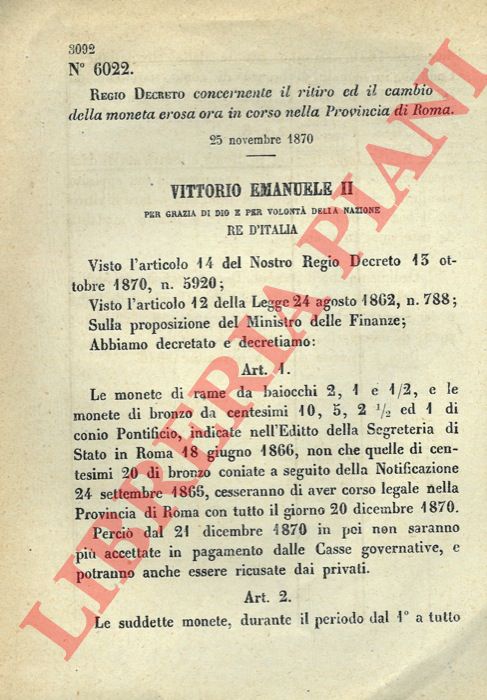 3092
N° 6022.
REGIO DECRETO concernente il ritiro ed il cambio
della moneta erosa ora in corso nella Provincia di Roma.
25 novembre 1870
VITTORIO EMANUELE II
PER GRAZIA DI DIO E PER VOLONTÀ DELLA NAZIONE
RE D'ITALIA
Visto l'articolo 14 del Nostro Regio Decreto 13 ot-
tobre 1870, n. 5920;
Visto l'articolo 12 della Legge 24 agosto 1862, n. 788;
Sulla proposizione del Ministro delle Finanze;
Abbiamo decretato e decretiamo:
Art. 1.
Le monete di rame da baiocchi 2, 1 e 1/2, e le
monete di bronzo da centesimi 10, 5, 2 1/2 ed 1 di
conio Pontificio, indicate nell'Editto della Segreteria di
Stato in Roma 18 giugno 1866, non che quelle di cen-
tesimi 20 di bronzo coniate a seguito della Notificazione
24 settembre 1866, cesseranno di aver corso legale nella
Provincia di Roma con tutto il giorno 20 dicembre 1870.
Perciò dal 21 dicembre 1870 in poi non saranno
più accettate in pagamento dalle Casse governative, e
potranno anche essere ricusate dai privati.
Art. 2.
Le suddette monete, durante il periodo dal 1° a tutto
LIBRERIA PIANI